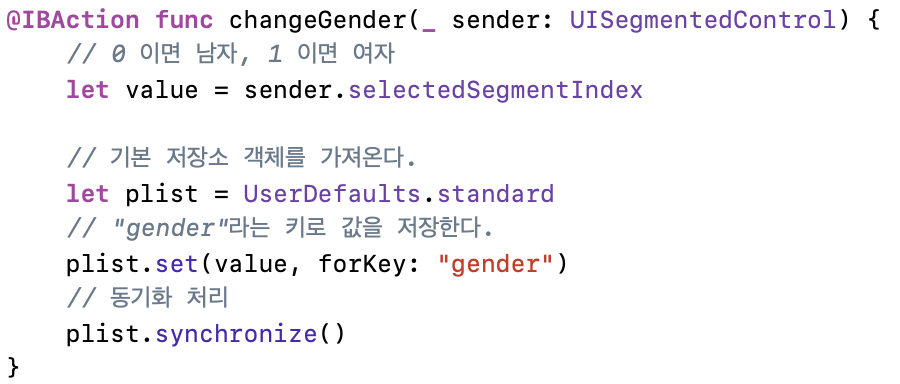 @IBAction func changeGender(_ sender: UISegmentedControl) {
    // 0 이면 남자, 1 이면 여자
    let value = sender.selectedSegmentIndex

    // 기본 저장소 객체를 가져온다.
    let plist = UserDefaults.standard
    // "gender"라는 키로 값을 저장한다.
    plist.set(value, forKey: "gender")
    // 동기화 처리
    plist.synchronize()
}